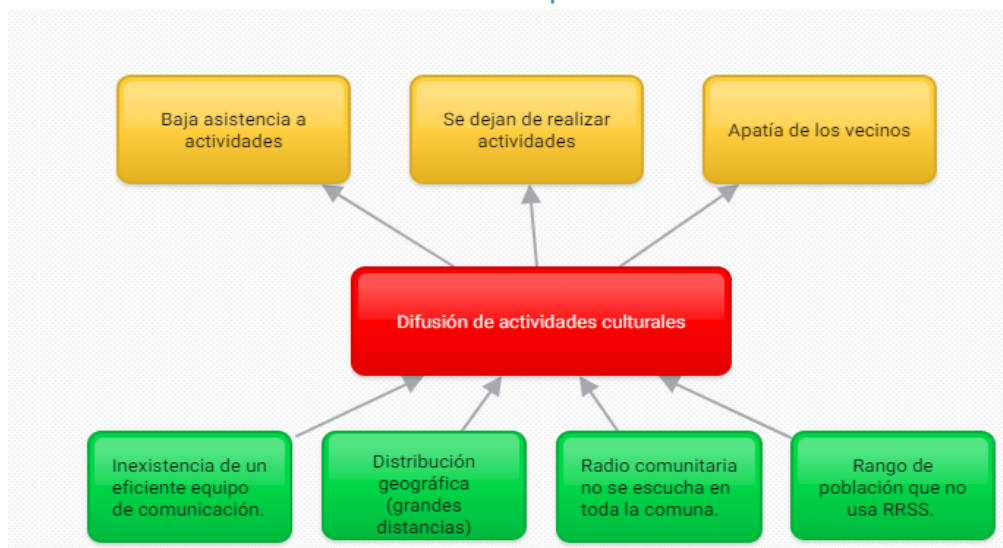 Baja asistencia a
actividades
Se dejan de realizar
actividades
Apatía de los vecinos
Difusión de actividades culturales
Inexistencia de un
eficiente equipo
de comunicación.
Distribución
geográfica
(grandes
distancias)
Radio comunitaria
no se escucha en
toda la comuna.
Rango de
población que no
usa RRSS.